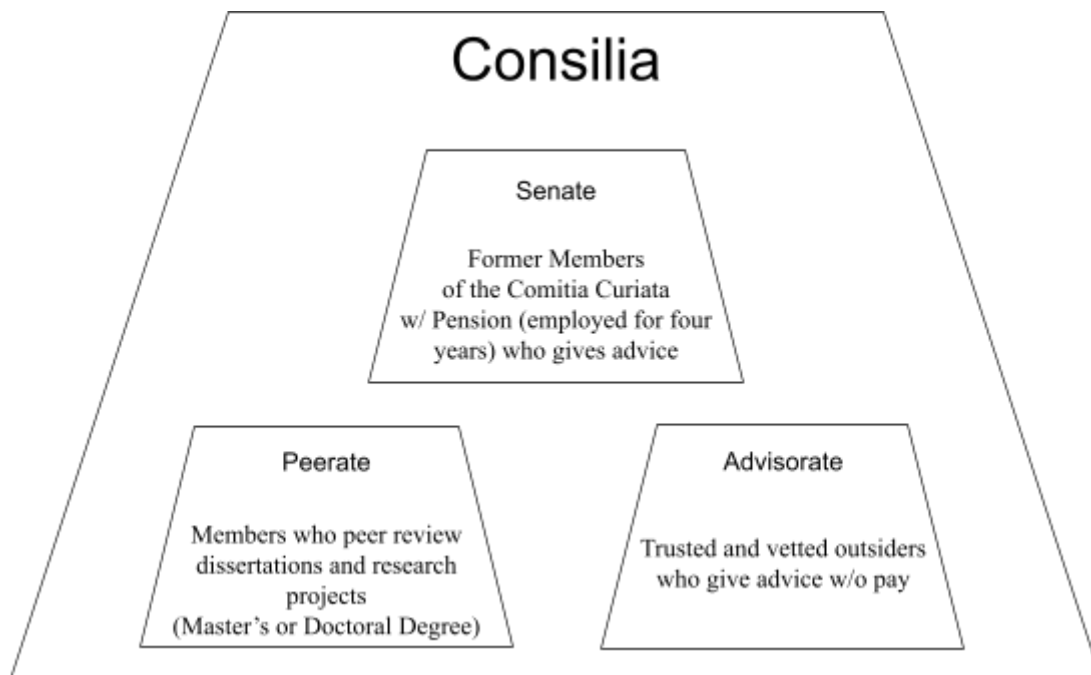 Consilia
Senate
Former Members
of the Comitia Curiata
w/ Pension (employed for four
years) who gives advice
Peerate
Members who peer review
dissertations and research
projects
(Master's or Doctoral Degree)
Advisorate
Trusted and vetted outsiders
who give advice w/o pay